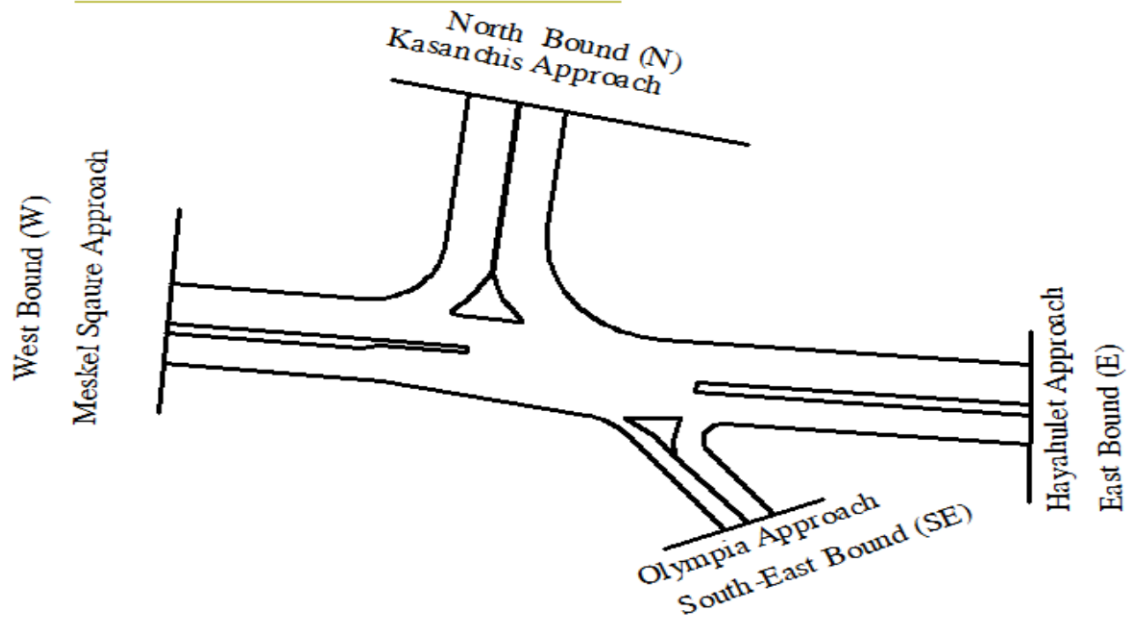 North Bound (N)
Kasanchis Approach
West Bound (W)
Meskel Sqaure Approach
Hayahulet Approach
East Bound (E)
Olympia Approach
South-East Bound (SE)